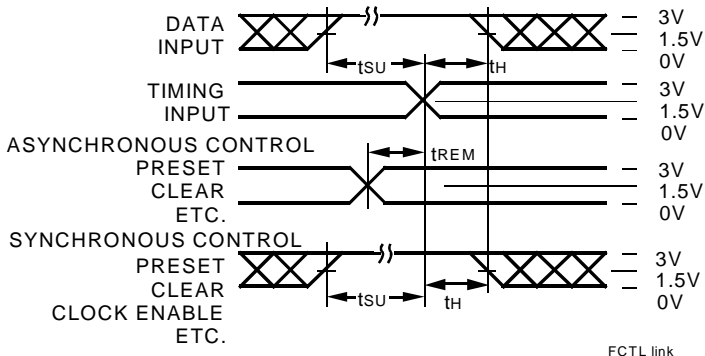 DATA
INPUT
3V
1.5V
0V
tSU
tH
TIMING
INPUT
3V
1.5V
0V
ASYNCHRONOUS CONTROL
tREM
PRESET
CLEAR
ETC.
3V
1.5V
0V
SYNCHRONOUS CONTROL
PRESET
CLEAR
CLOCK ENABLE
ETC.
3V
1.5V
0V
tSU
tH
FCTL link